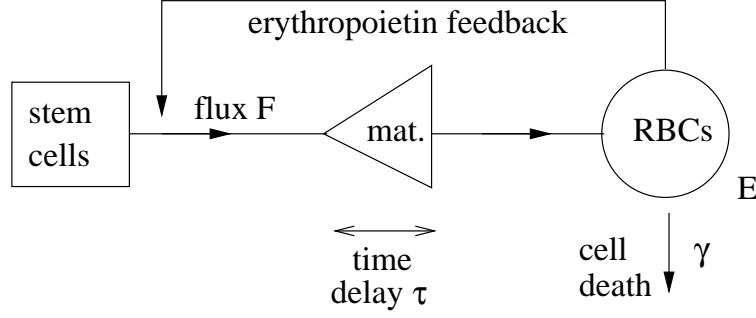 erythropoietin feedback
stem
cells
flux F
mat.
RBCs
E
time
delay τ
cell
death
γ